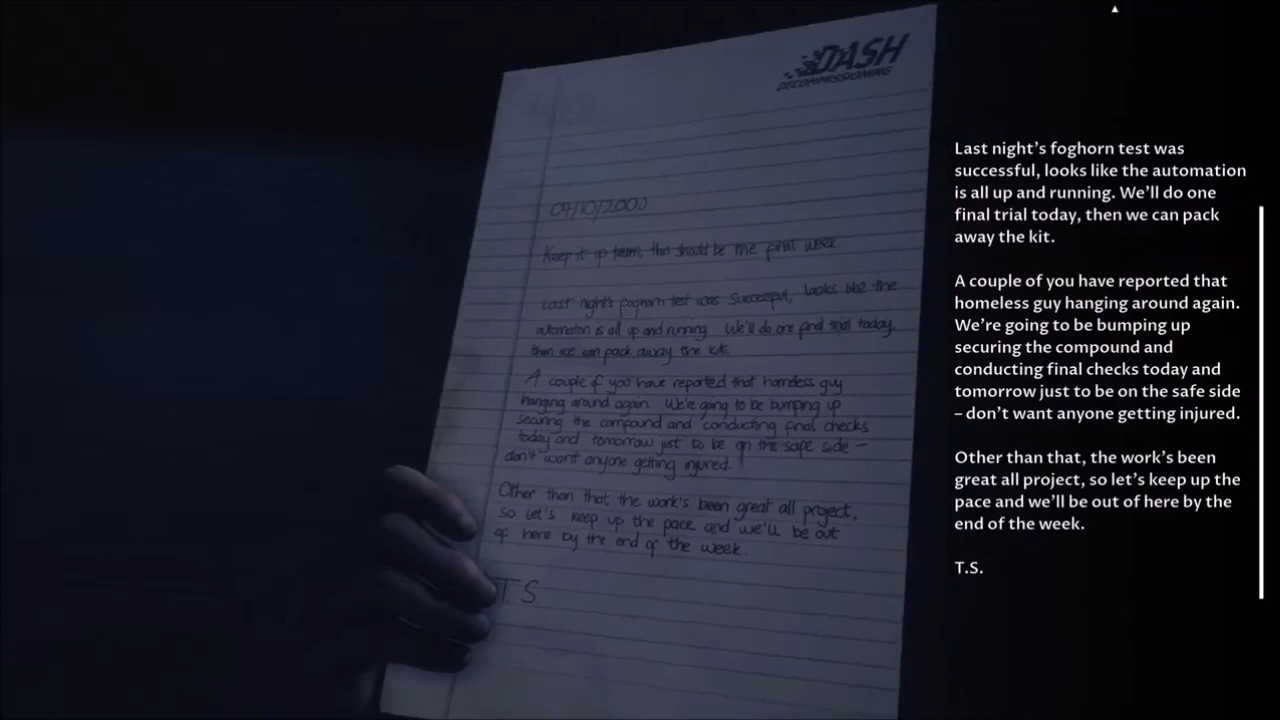 DASH
DECOMMISSIONING
04/10/2000
Keep it up team, this should be the final week
Last night's foghorn test was successful, looks like the
automation is all up and running. We'll do one final trial today,
then we can pack away the kit.
A couple of you have reported that homeless guy
hanging around again. We're going to be bumping up
securing the compound and conducting final checks
today and tomorrow just to be on the safe side –
don't want anyone getting injured.
Other than that, the work's been great all project,
so let's keep up the pace and we'll be out
of here by the end of the week.
T.S.
Last night's foghorn test was
successful, looks like the automation
is all up and running. We'll do one
final trial today, then we can pack
away the kit.
A couple of you have reported that
homeless guy hanging around again.
We're going to be bumping up
securing the compound and
conducting final checks today and
tomorrow just to be on the safe side
– don't want anyone getting injured.
Other than that, the work's been
great all project, so let's keep up the
pace and we'll be out of here by the
end of the week.
T.S.